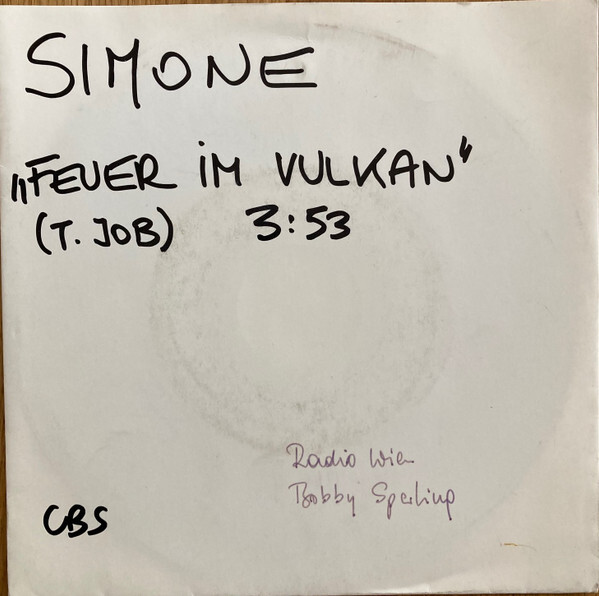 SIMONE
„FEUER iM VULKAN“
(T. JOB) 3:53
Radio Wien
Bobby Sperling
CBS